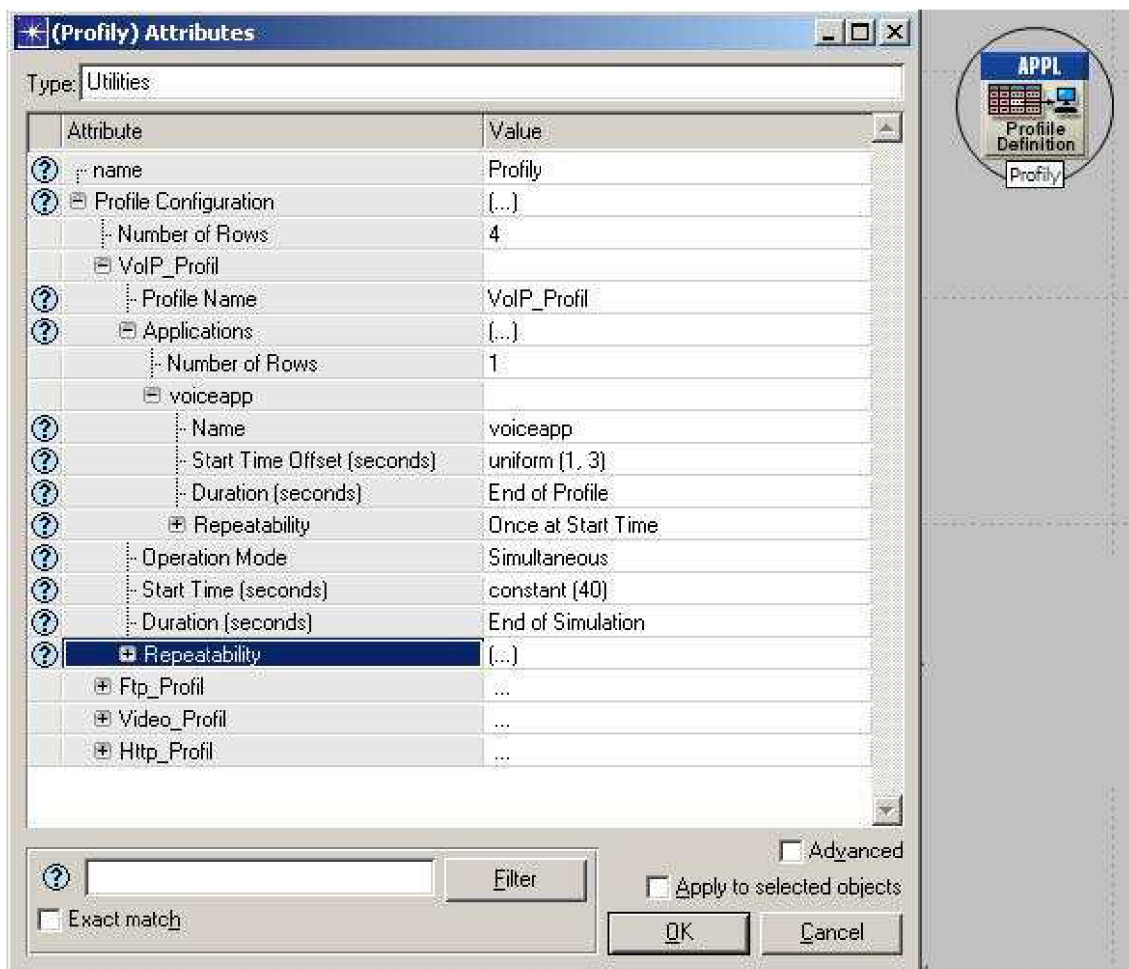 (Profily) Attributes
Type: Utilities
Attribute Value
name Profily
Profile Configuration (...)
Number of Rows 4
VoIP_Profil
Profile Name VoIP_Profil
Applications (...)
Number of Rows 1
voiceapp
Name voiceapp
Start Time Offset (seconds) uniform (1, 3)
Duration (seconds) End of Profile
Repeatability Once at Start Time
Operation Mode Simultaneous
Start Time (seconds) constant (40)
Duration (seconds) End of Simulation
Repeatability (...)
Ftp_Profil ...
Video_Profil ...
Http_Profil ...
Advanced
Filter
Apply to selected objects
Exact match
OK Cancel
APPL
Profiile
Definition
Profily